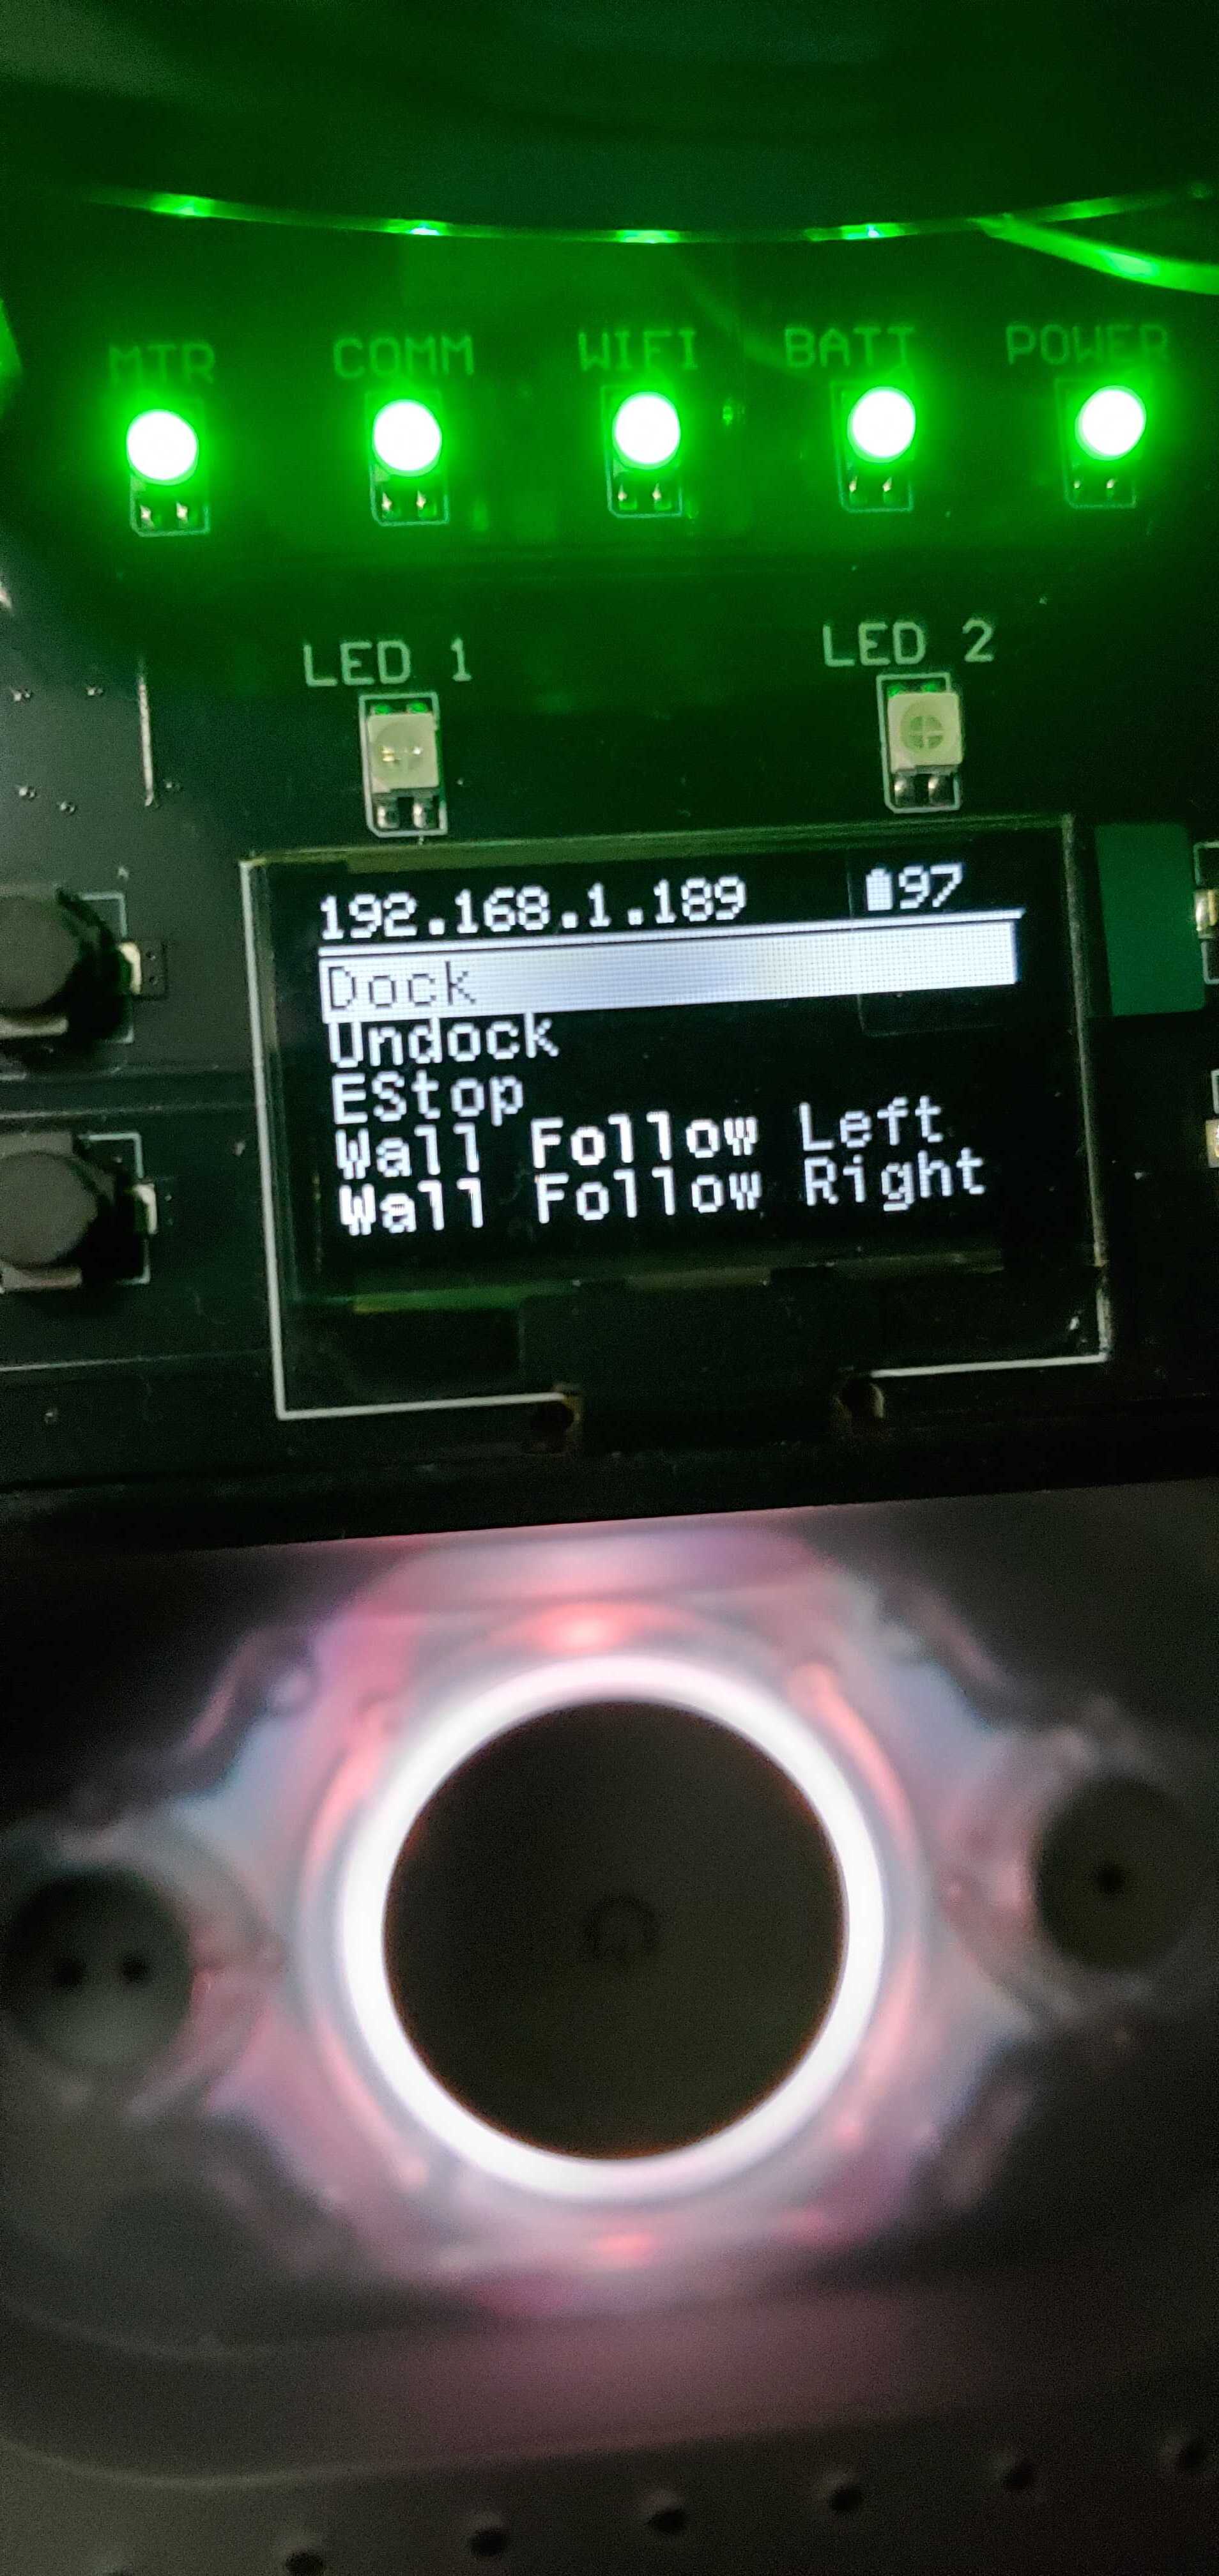 MTR COMM WIFI BATT POWER
LED 1 LED 2
192.168.1.189 97
Dock
Undock
EStop
Wall Follow Left
Wall Follow Right